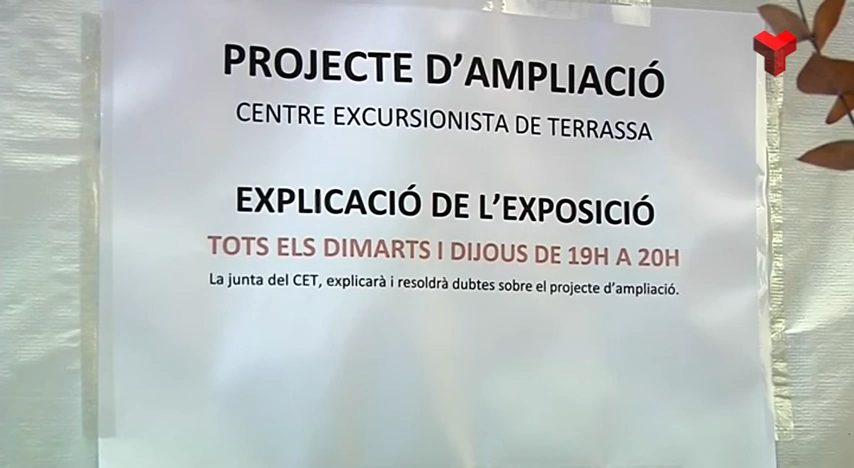 PROJECTE D'AMPLIACIÓ
CENTRE EXCURSIONISTA DE TERRASSA
EXPLICACIÓ DE L'EXPOSICIÓ
TOTS ELS DIMARTS I DIJOUS DE 19H A 20H
La junta del CET, explicarà i resoldrà dubtes sobre el projecte d'ampliació.